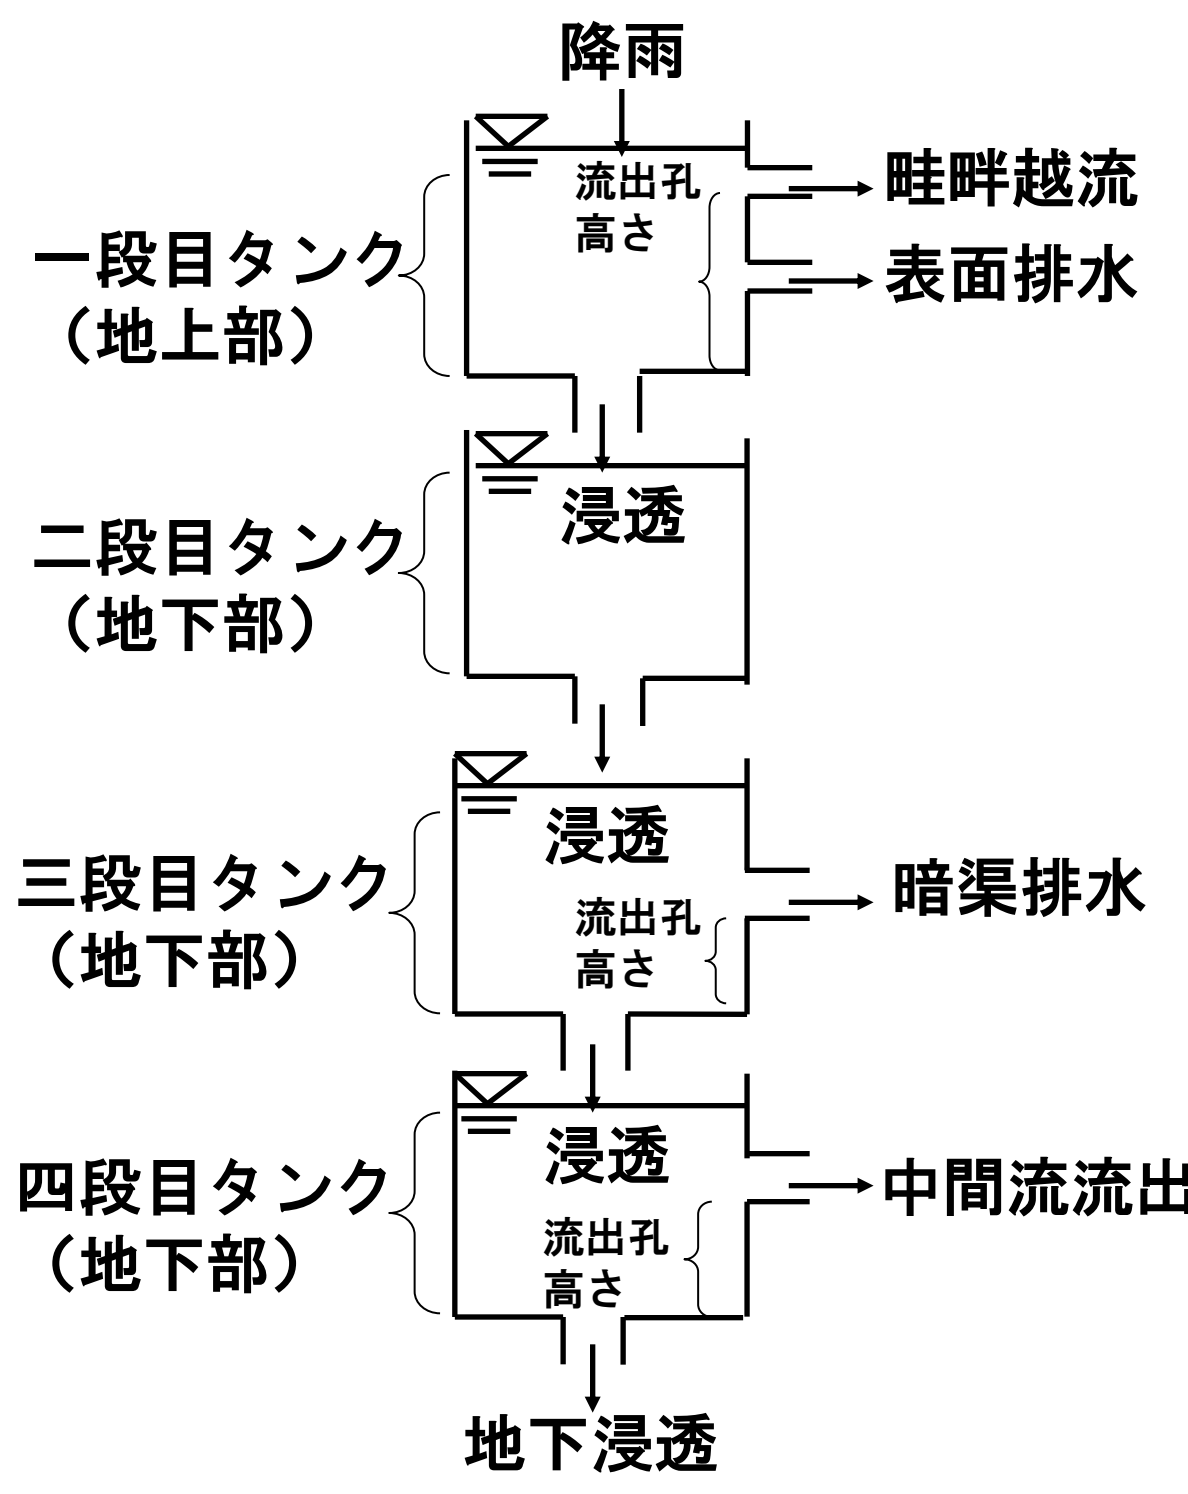 降雨
流出孔
高さ
畦畔越流
表面排水
一段目タンク
（地上部）
浸透
二段目タンク
（地下部）
浸透
流出孔
高さ
暗渠排水
三段目タンク
（地下部）
浸透
流出孔
高さ
中間流流出
四段目タンク
（地下部）
地下浸透